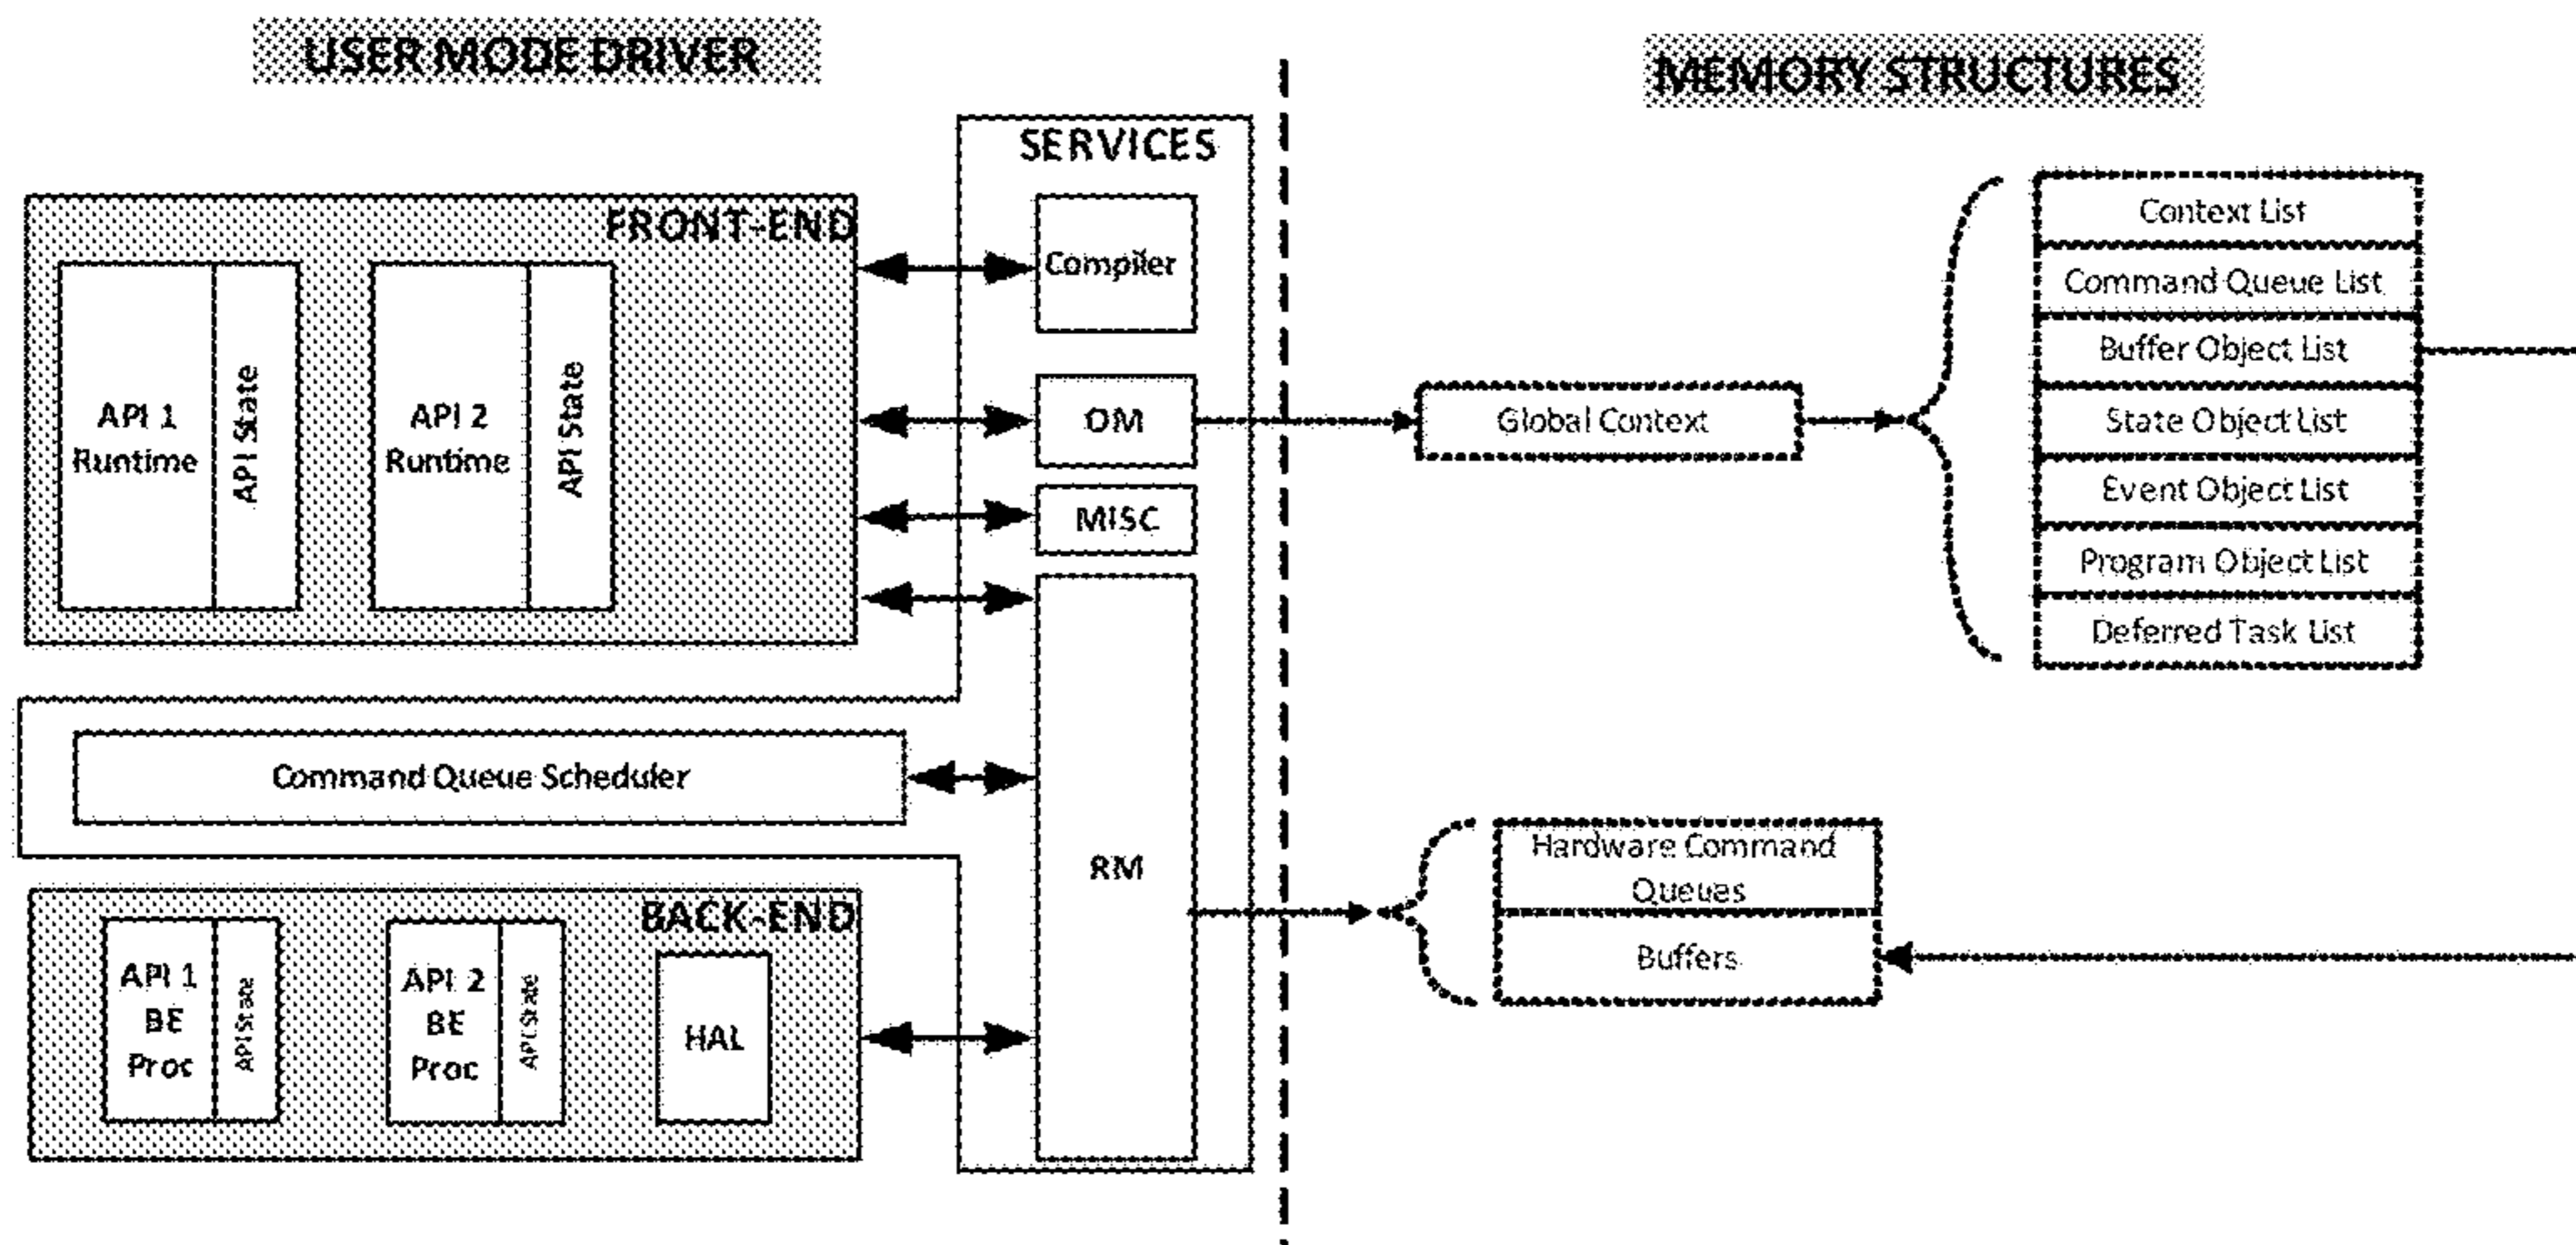 USER MODE DRIVER
MEMORY STRUCTURES
SERVICES
FRONT-END
API 1
Runtime
API State
API 2
Runtime
API State
Compiler
OM
MISC
RM
Command Queue Scheduler
BACK-END
API 1
BE
Proc
API State
API 2
BE
Proc
API State
HAL
Global Context
Context List
Command Queue List
Buffer Object List
State Object List
Event Object List
Program Object List
Deferred Task List
Hardware Command
Queues
Buffers